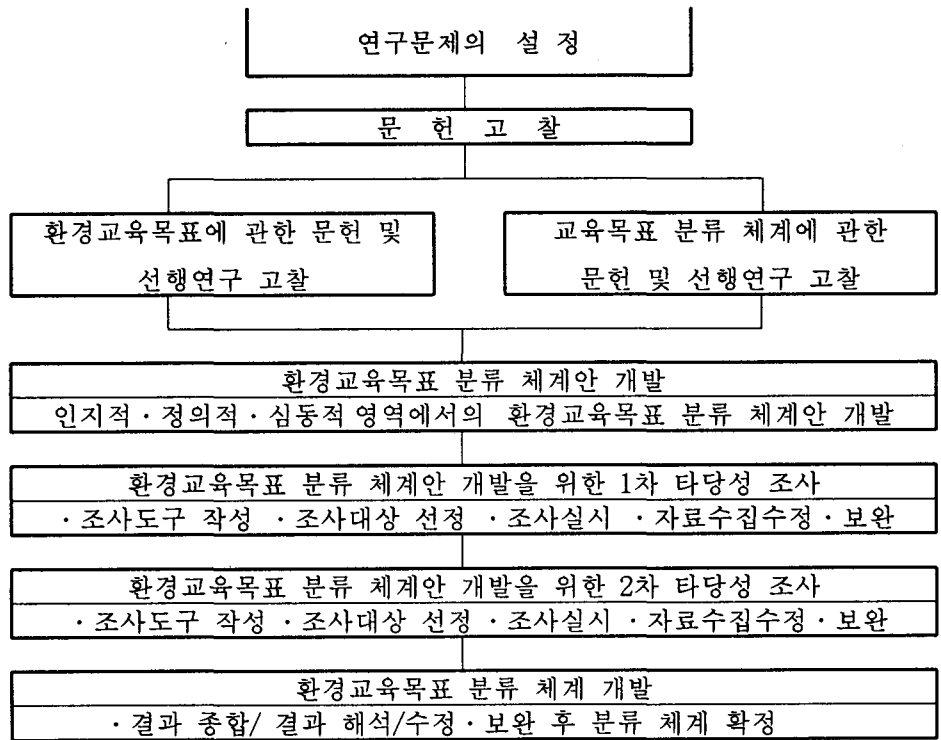 연구문제의 설 정
문 헌 고 찰
환경교육목표에 관한 문헌 및
선행연구 고찰
교육목표 분류 체계에 관한
문헌 및 선행연구 고찰
환경교육목표 분류 체계안 개발
인지적·정의적·심동적 영역에서의 환경교육목표 분류 체계안 개발
환경교육목표 분류 체계안 개발을 위한 1차 타당성 조사
·조사도구 작성 ·조사대상 선정 ·조사실시 ·자료수집수정·보완
환경교육목표 분류 체계안 개발을 위한 2차 타당성 조사
·조사도구 작성 ·조사대상 선정 ·조사실시 ·자료수집수정·보완
환경교육목표 분류 체계 개발
·결과 종합/ 결과 해석/수정·보완 후 분류 체계 확정